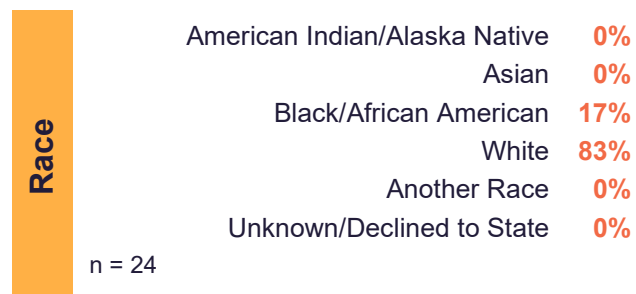 Race
American Indian/Alaska Native 0%
Asian 0%
Black/African American 17%
White 83%
Another Race 0%
Unknown/Declined to State 0%
n = 24